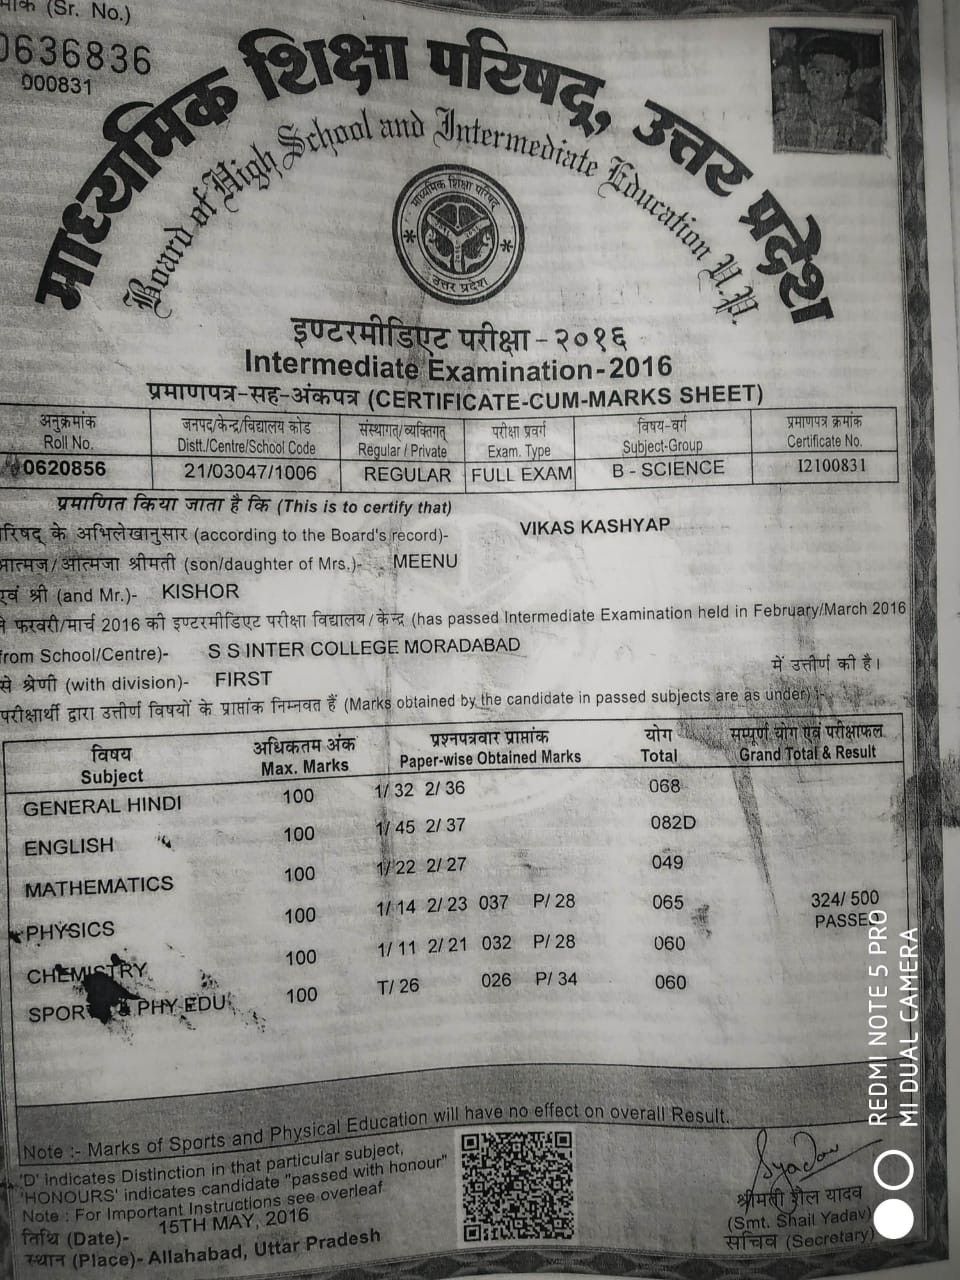 (Sr. No.)
0636836
000831
माध्यमिक शिक्षा परिषद्, उत्तर प्रदेश
Board of High School and Intermediate Education U.P.
माध्यमिक शिक्षा परिषद्
उत्तर प्रदेश
इण्टरमीडिएट परीक्षा - २०१६
Intermediate Examination-2016
प्रमाणपत्र-सह-अंकपत्र (CERTIFICATE-CUM-MARKS SHEET)
अनुक्रमांक जनपद/केन्द्र/विद्यालय कोड संस्थागत्/व्यक्तिगत् परीक्षा प्रवर्ग विषय-वर्ग प्रमाणपत्र क्रमांक
Roll No. Distt./Centre/School Code Regular / Private Exam. Type Subject-Group Certificate No.
0620856 21/03047/1006 REGULAR FULL EXAM B - SCIENCE I2100831
प्रमाणित किया जाता है कि (This is to certify that)
के अभिलेखानुसार (according to the Board's record)- VIKAS KASHYAP
आत्मज/आत्मजा श्रीमती (son/daughter of Mrs.)- MEENU
एवं श्री (and Mr.)- KISHOR
ने फरवरी/मार्च 2016 की इण्टरमीडिएट परीक्षा विद्यालय/केन्द्र (has passed Intermediate Examination held in February/March 2016
from School/Centre)- S S INTER COLLEGE MORADABAD
में उत्तीर्ण की है।
से श्रेणी (with division)- FIRST
परीक्षार्थी द्वारा उत्तीर्ण विषयों के प्राप्तांक निम्नवत हैं (Marks obtained by the candidate in passed subjects are as under) :-
विषय अधिकतम अंक प्रश्नपत्रवार प्राप्तांक योग सम्पूर्ण योग एवं परीक्षाफल
Subject Max. Marks Paper-wise Obtained Marks Total Grand Total & Result
GENERAL HINDI 100 1/ 32 2/ 36 068
ENGLISH 100 1/ 45 2/ 37 082D
MATHEMATICS 100 1/ 22 2/ 27 049
PHYSICS 100 1/ 14 2/ 23 037 P/ 28 065 324/ 500
PASSED
CHEMISTRY 100 1/ 11 2/ 21 032 P/ 28 060
SPORTS & PHY EDU 100 T/ 26 026 P/ 34 060
Note :- Marks of Sports and Physical Education will have no effect on overall Result.
'D' indicates Distinction in that particular subject,
'HONOURS' indicates candidate "passed with honour"
Note : For Important Instructions see overleaf
तिथि (Date)- 15TH MAY, 2016
स्थान (Place)- Allahabad, Uttar Pradesh
Syadav
श्रीमती शैल यादव
(Smt. Shail Yadav)
सचिव (Secretary)
REDMI NOTE 5 PRO
MI DUAL CAMERA